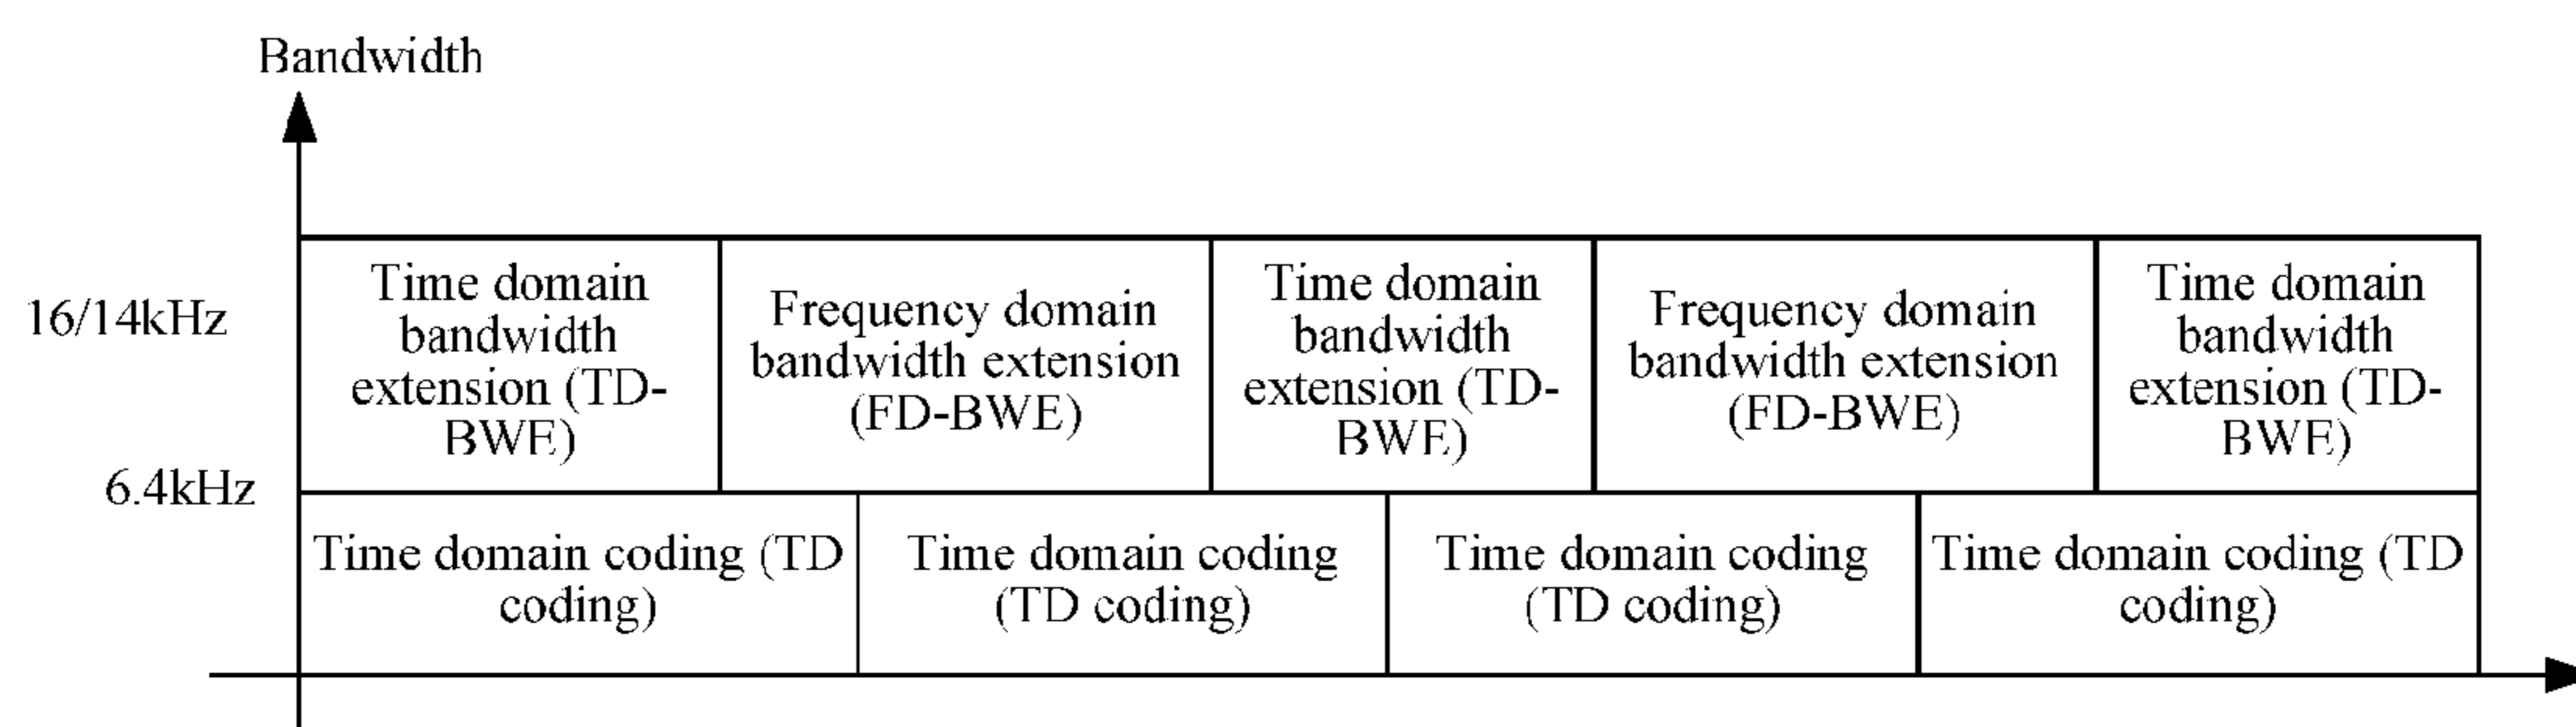 Bandwidth
16/14kHz
Time domain
bandwidth
extension (TD-
BWE)
Frequency domain
bandwidth extension
(FD-BWE)
Time domain
bandwidth
extension (TD-
BWE)
Frequency domain
bandwidth extension
(FD-BWE)
Time domain
bandwidth
extension (TD-
BWE)
6.4kHz
Time domain coding (TD
coding)
Time domain coding
(TD coding)
Time domain coding
(TD coding)
Time domain coding (TD
coding)